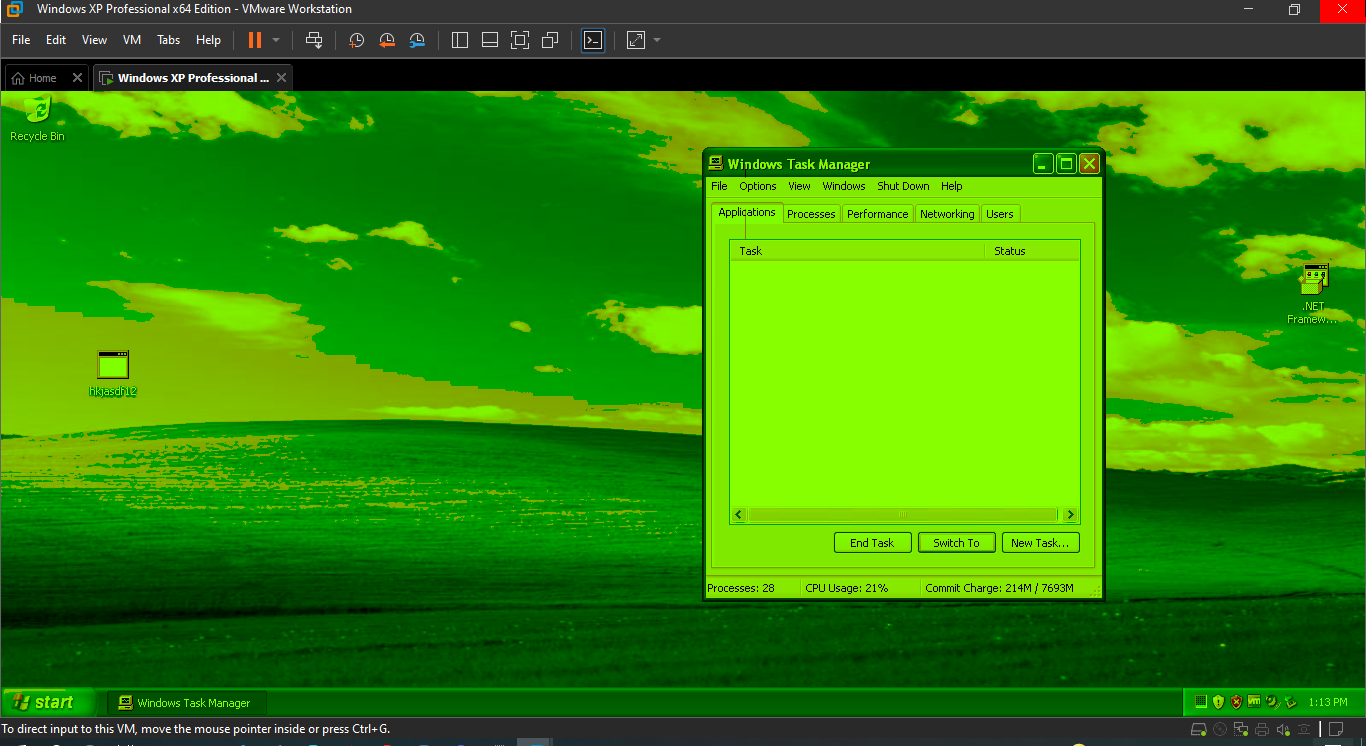 Windows XP Professional x64 Edition - VMware Workstation
File Edit View VM Tabs Help
Home
Windows XP Professional ...
Recycle Bin
Windows Task Manager
File Options View Windows Shut Down Help
Applications Processes Performance Networking Users
Task Status
.NET
Framew...
hkjasdh12
End Task Switch To New Task...
Processes: 28 CPU Usage: 21% Commit Charge: 214M / 7693M
start
Windows Task Manager
1:13 PM
To direct input to this VM, move the mouse pointer inside or press Ctrl+G.